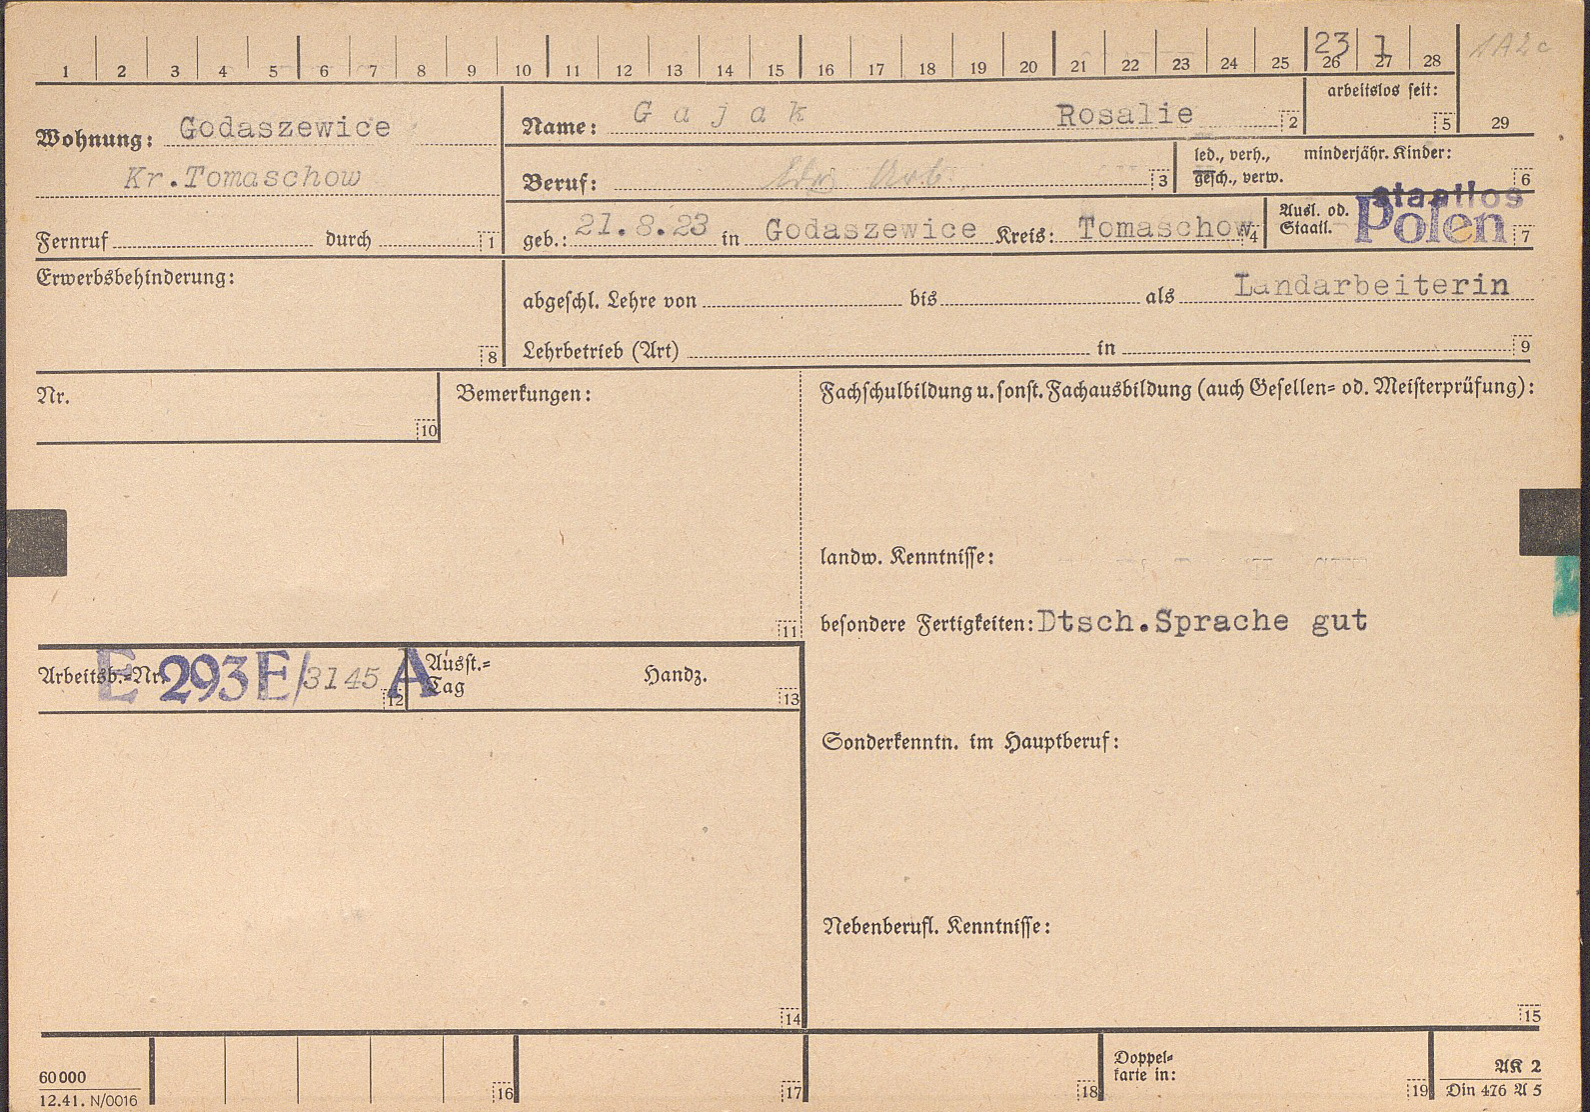 1 2 3 4 5 6 7 8 9 10 11 12 13 14 15 16 17 18 19 20 21 22 23 24 25 26 27 28
23 1
1A2c
29
Wohnung: Godaszewice
Kr.Tomaschow
Fernruf durch 1
Name: Gajak Rosalie 2
arbeitslos seit: 5
Beruf: 3
led., verh., minderjähr. Kinder:
gesch., verw. 6
geb.: 21.8.23 in Godaszewice Kreis: Tomaschow 4
Ausl. od. Staatl. staatlos Polen 7
Erwerbsbehinderung: 8
abgeschl. Lehre von bis als Landarbeiterin
Lehrbetrieb (Art) in 9
Nr. 10
Bemerkungen: 11
Fachschulbildung u. sonst. Fachausbildung (auch Gesellen= od. Meisterprüfung):
landw. Kenntnisse:
besondere Fertigkeiten: Dtsch.Sprache gut
Arbeitsb.=Nr. E 293E/3145 A 12
Ausst.=Tag Handz. 13
Sonderkenntn. im Hauptberuf:
Nebenberufl. Kenntnisse:
14 15
60000
12.41. N/0016
16 17 18
Doppel=
karte in: 19
AK 2
Din 476 A 5